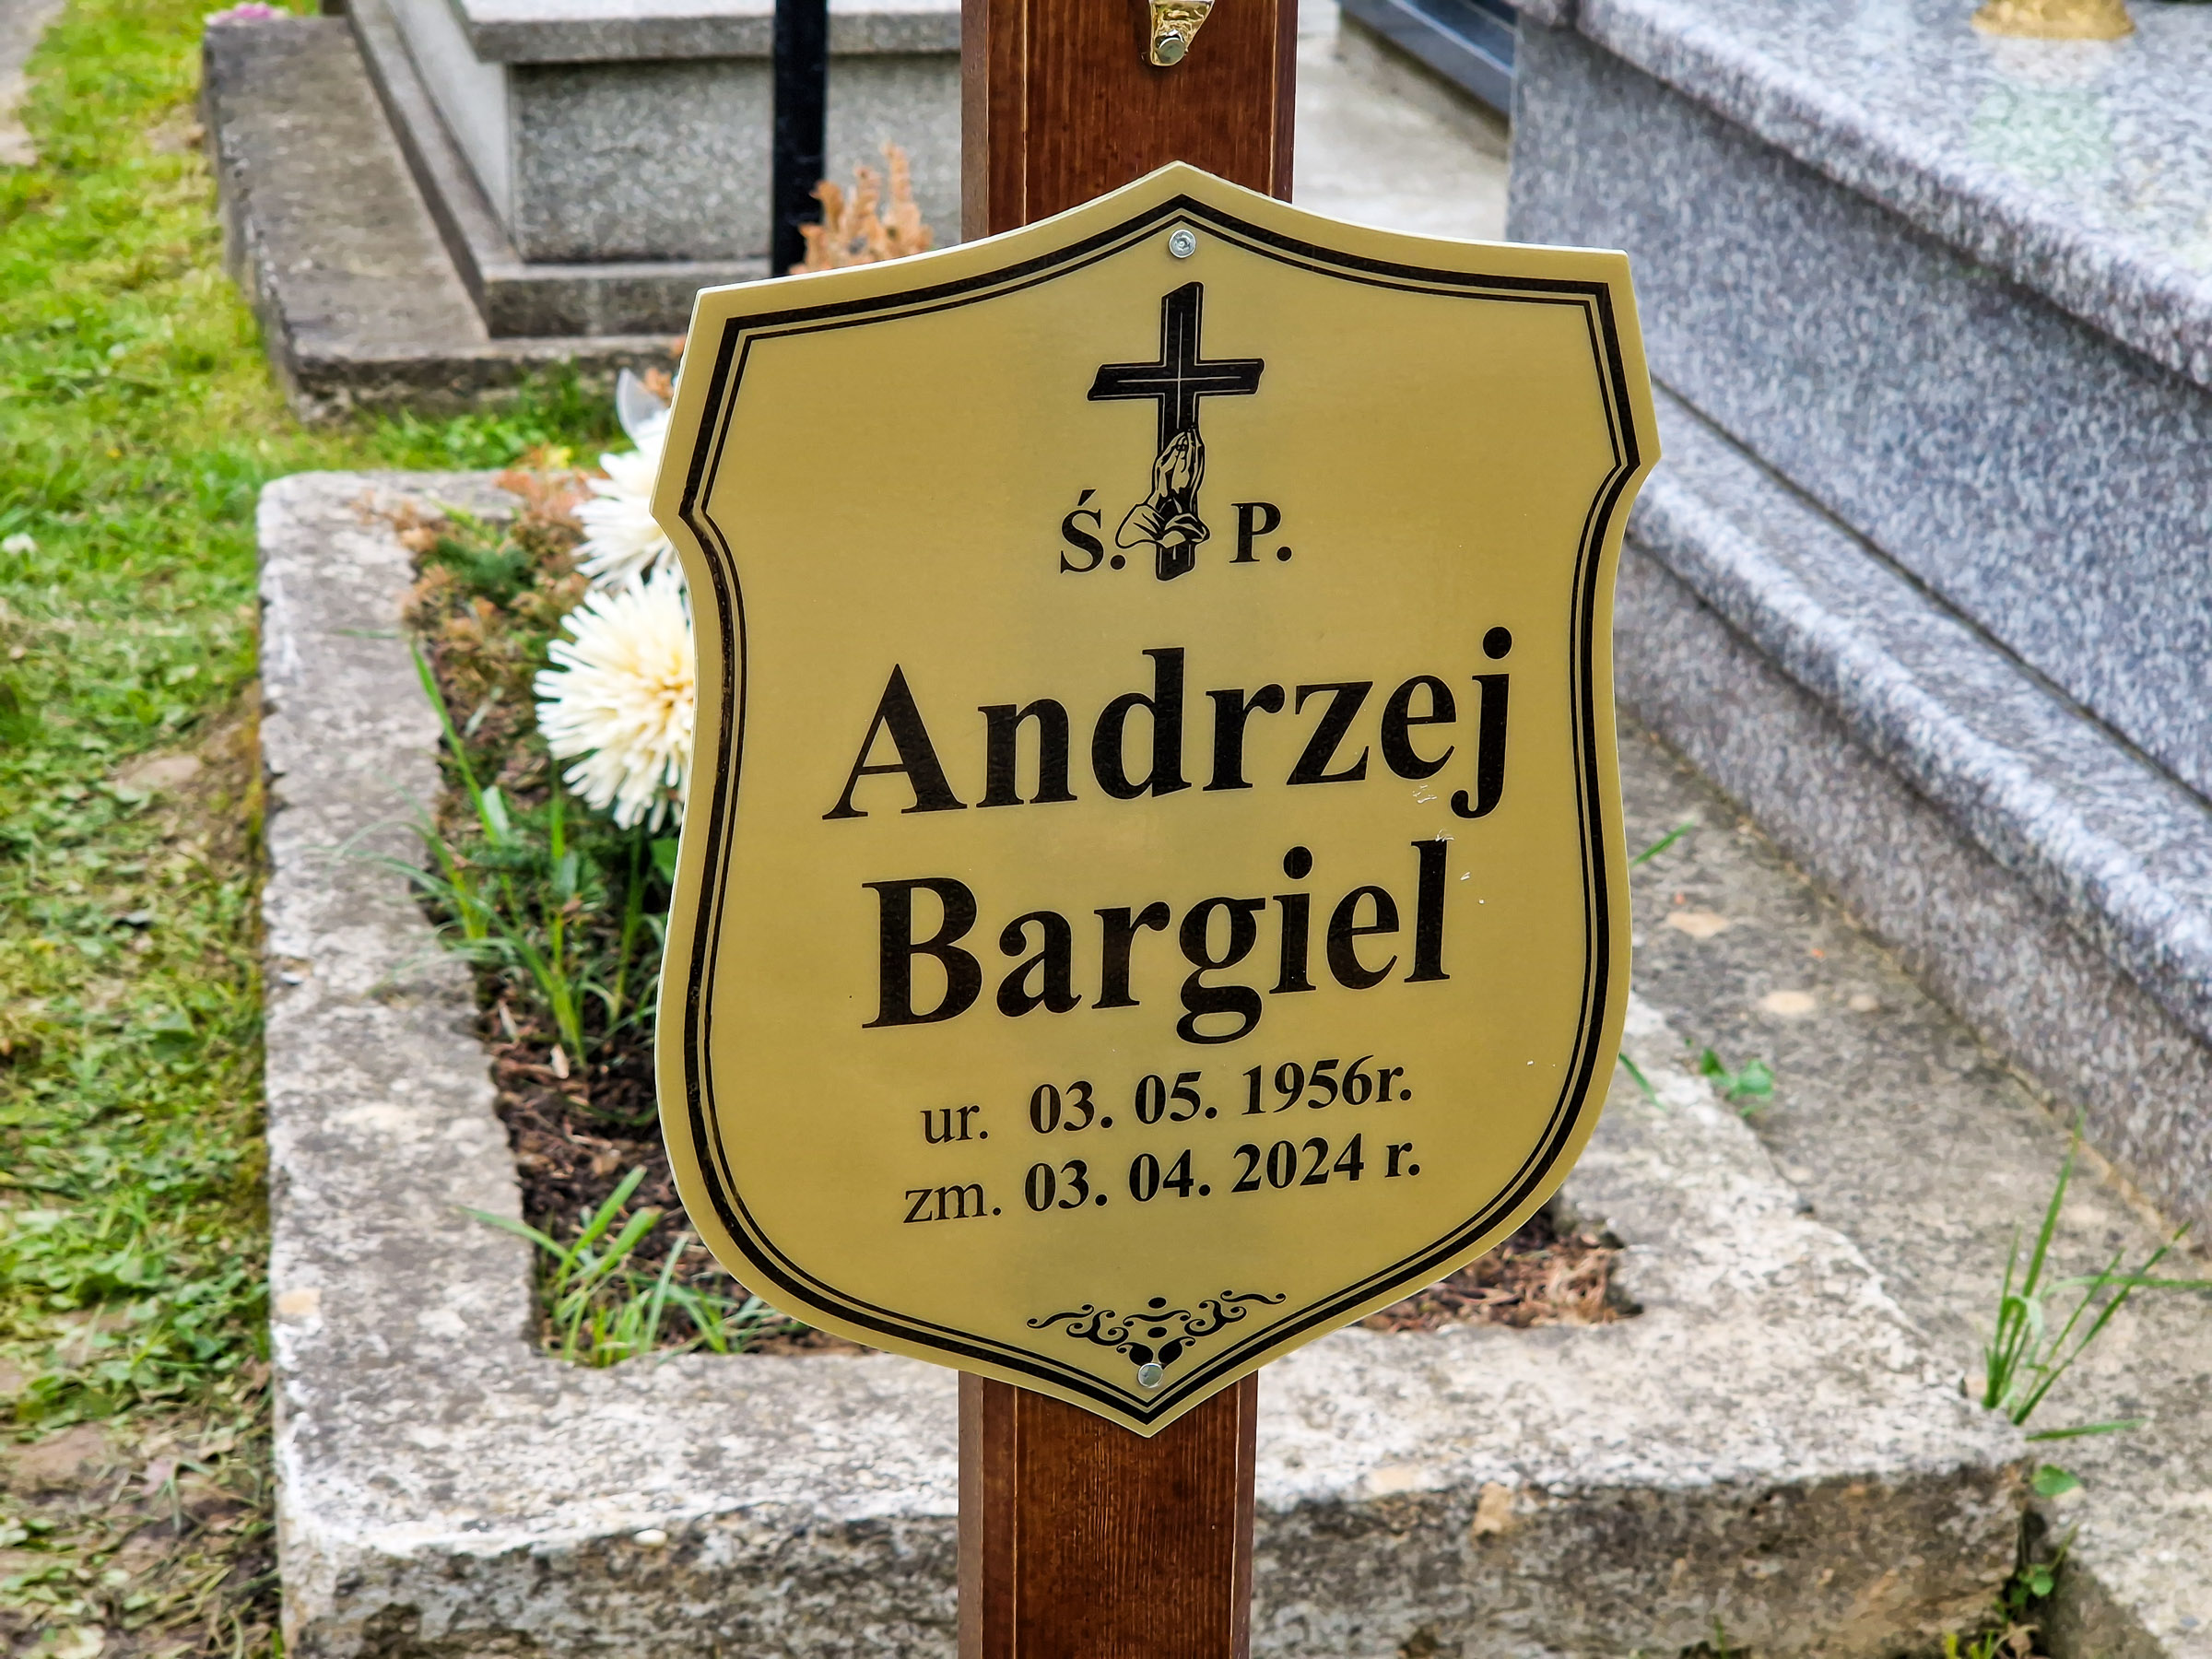 Ś. P.
Andrzej
Bargiel
ur. 03. 05. 1956r.
zm. 03. 04. 2024 r.